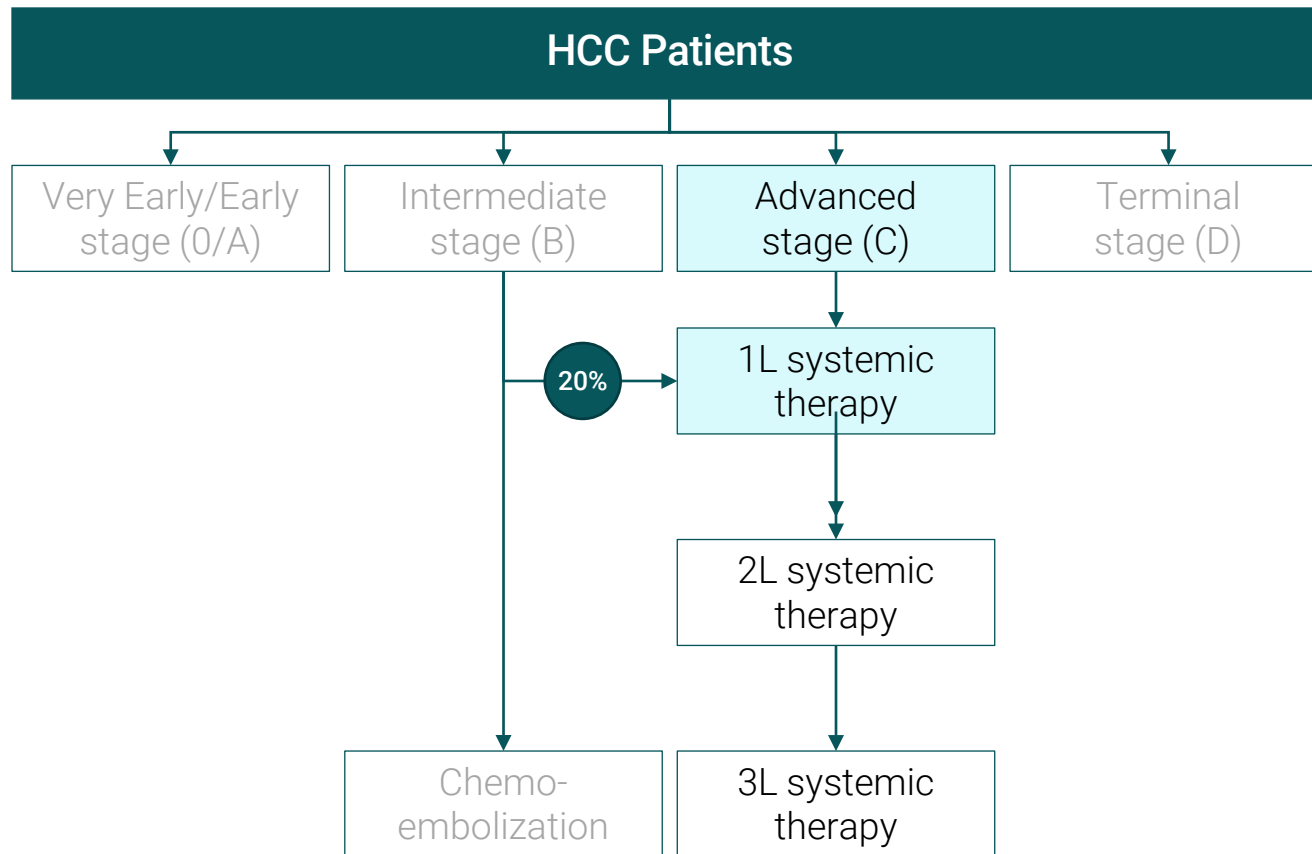 HCC Patients
Very Early/Early
stage (0/A)
Intermediate
stage (B)
Advanced
stage (C)
Terminal
stage (D)
20%
1L systemic
therapy
2L systemic
therapy
Chemo-
embolization
3L systemic
therapy